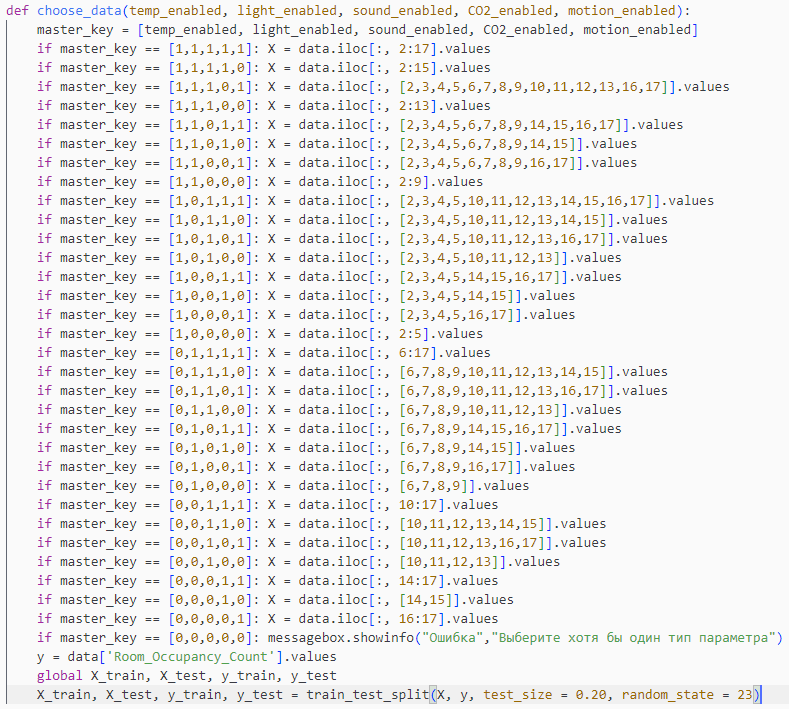 def choose_data(temp_enabled, light_enabled, sound_enabled, CO2_enabled, motion_enabled):
    master_key = [temp_enabled, light_enabled, sound_enabled, CO2_enabled, motion_enabled]
    if master_key == [1,1,1,1,1]: X = data.iloc[:, 2:17].values
    if master_key == [1,1,1,1,0]: X = data.iloc[:, 2:15].values
    if master_key == [1,1,1,0,1]: X = data.iloc[:, [2,3,4,5,6,7,8,9,10,11,12,13,16,17]].values
    if master_key == [1,1,1,0,0]: X = data.iloc[:, 2:13].values
    if master_key == [1,1,0,1,1]: X = data.iloc[:, [2,3,4,5,6,7,8,9,14,15,16,17]].values
    if master_key == [1,1,0,1,0]: X = data.iloc[:, [2,3,4,5,6,7,8,9,14,15]].values
    if master_key == [1,1,0,0,1]: X = data.iloc[:, [2,3,4,5,6,7,8,9,16,17]].values
    if master_key == [1,1,0,0,0]: X = data.iloc[:, 2:9].values
    if master_key == [1,0,1,1,1]: X = data.iloc[:, [2,3,4,5,10,11,12,13,14,15,16,17]].values
    if master_key == [1,0,1,1,0]: X = data.iloc[:, [2,3,4,5,10,11,12,13,14,15]].values
    if master_key == [1,0,1,0,1]: X = data.iloc[:, [2,3,4,5,10,11,12,13,16,17]].values
    if master_key == [1,0,1,0,0]: X = data.iloc[:, [2,3,4,5,10,11,12,13]].values
    if master_key == [1,0,0,1,1]: X = data.iloc[:, [2,3,4,5,14,15,16,17]].values
    if master_key == [1,0,0,1,0]: X = data.iloc[:, [2,3,4,5,14,15]].values
    if master_key == [1,0,0,0,1]: X = data.iloc[:, [2,3,4,5,16,17]].values
    if master_key == [1,0,0,0,0]: X = data.iloc[:, 2:5].values
    if master_key == [0,1,1,1,1]: X = data.iloc[:, 6:17].values
    if master_key == [0,1,1,1,0]: X = data.iloc[:, [6,7,8,9,10,11,12,13,14,15]].values
    if master_key == [0,1,1,0,1]: X = data.iloc[:, [6,7,8,9,10,11,12,13,16,17]].values
    if master_key == [0,1,1,0,0]: X = data.iloc[:, [6,7,8,9,10,11,12,13]].values
    if master_key == [0,1,0,1,1]: X = data.iloc[:, [6,7,8,9,14,15,16,17]].values
    if master_key == [0,1,0,1,0]: X = data.iloc[:, [6,7,8,9,14,15]].values
    if master_key == [0,1,0,0,1]: X = data.iloc[:, [6,7,8,9,16,17]].values
    if master_key == [0,1,0,0,0]: X = data.iloc[:, [6,7,8,9]].values
    if master_key == [0,0,1,1,1]: X = data.iloc[:, 10:17].values
    if master_key == [0,0,1,1,0]: X = data.iloc[:, [10,11,12,13,14,15]].values
    if master_key == [0,0,1,0,1]: X = data.iloc[:, [10,11,12,13,16,17]].values
    if master_key == [0,0,1,0,0]: X = data.iloc[:, [10,11,12,13]].values
    if master_key == [0,0,0,1,1]: X = data.iloc[:, 14:17].values
    if master_key == [0,0,0,1,0]: X = data.iloc[:, [14,15]].values
    if master_key == [0,0,0,0,1]: X = data.iloc[:, 16:17].values
    if master_key == [0,0,0,0,0]: messagebox.showinfo("Ошибка","Выберите хотя бы один тип параметра")
    y = data['Room_Occupancy_Count'].values
    global X_train, X_test, y_train, y_test
    X_train, X_test, y_train, y_test = train_test_split(X, y, test_size = 0.20, random_state = 23)